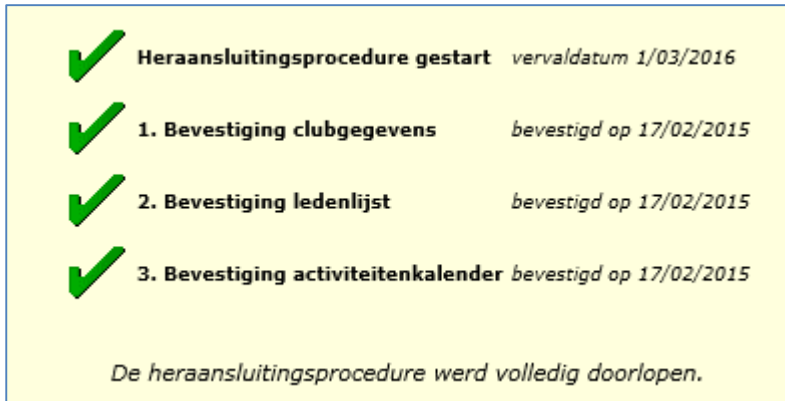 Heraansluitingsprocedure gestart vervaldatum 1/03/2016
1. Bevestiging clubgegevens bevestigd op 17/02/2015
2. Bevestiging ledenlijst bevestigd op 17/02/2015
3. Bevestiging activiteitenkalender bevestigd op 17/02/2015
De heraansluitingsprocedure werd volledig doorlopen.